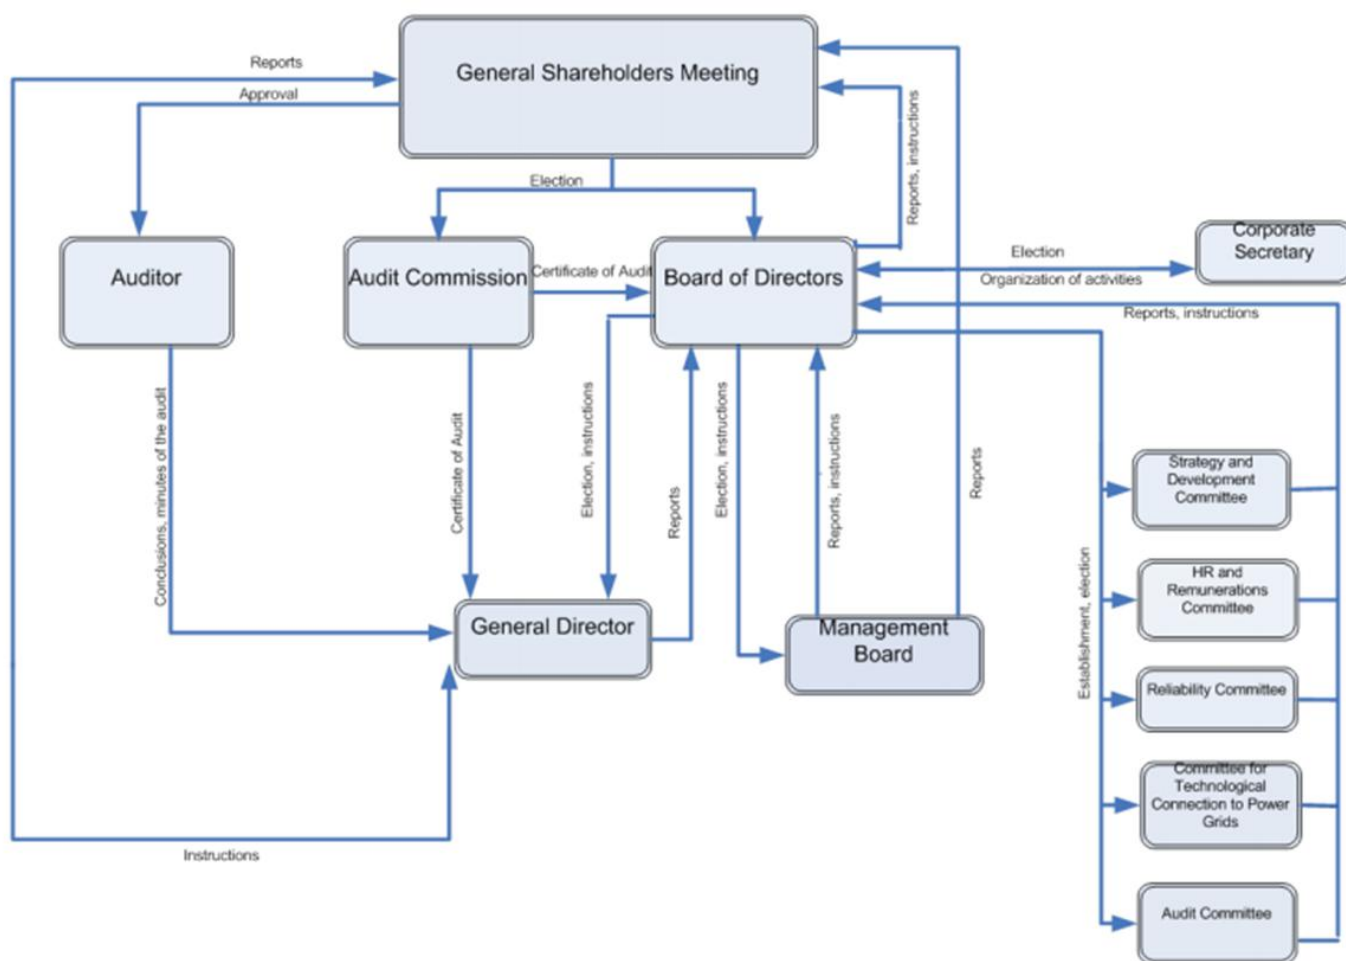 General Shareholders Meeting
Reports
Approval
Election
Reports, instructions
Auditor
Audit Commission
Certificate of Audit
Board of Directors
Election
Organization of activities
Corporate
Secretary
Reports, instructions
Conclusions, minutes of the audit
Certificate of Audit
Election, instructions
Reports
Election, instructions
Reports, instructions
Reports
Establishment, election
General Director
Management
Board
Instructions
Strategy and
Development
Committee
HR and
Remunerations
Committee
Reliability Committee
Committee for
Technological
Connection to Power
Grids
Audit Committee